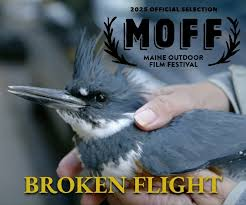 2025 OFFICIAL SELECTION
MOFF
MAINE OUTDOOR
FILM FESTIVAL
BROKEN FLIGHT